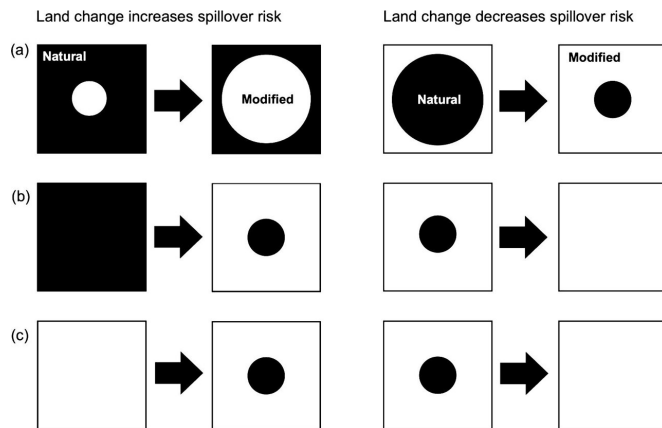 Land change increases spillover risk
Land change decreases spillover risk
(a)
Natural
Modified
Natural
Modified
(b)
(c)